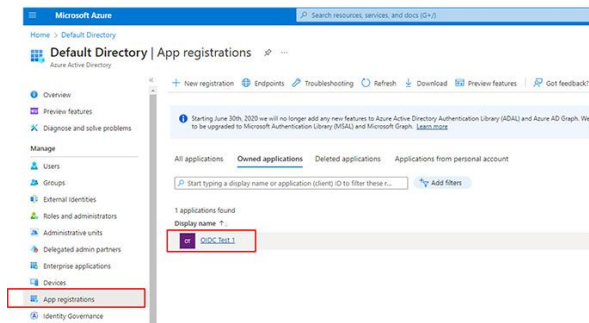 Microsoft Azure
Search resources, services, and docs (G+/)
Home > Default Directory
Default Directory | App registrations
Azure Active Directory
New registration Endpoints Troubleshooting Refresh Download Preview features Got feedback?
Starting June 30th, 2020 we will no longer add any new features to Azure Active Directory Authentication Library (ADAL) and Azure AD Graph. We
to be upgraded to Microsoft Authentication Library (MSAL) and Microsoft Graph. Learn more
Overview
Preview features
Diagnose and solve problems
Manage
Users
Groups
External Identities
Roles and administrators
Administrative units
Delegated admin partners
Enterprise applications
Devices
App registrations
Identity Governance
All applications Owned applications Deleted applications Applications from personal account
Start typing a display name or application (client) ID to filter these r...
Add filters
1 applications found
Display name ↑
OT OIDC Test 1